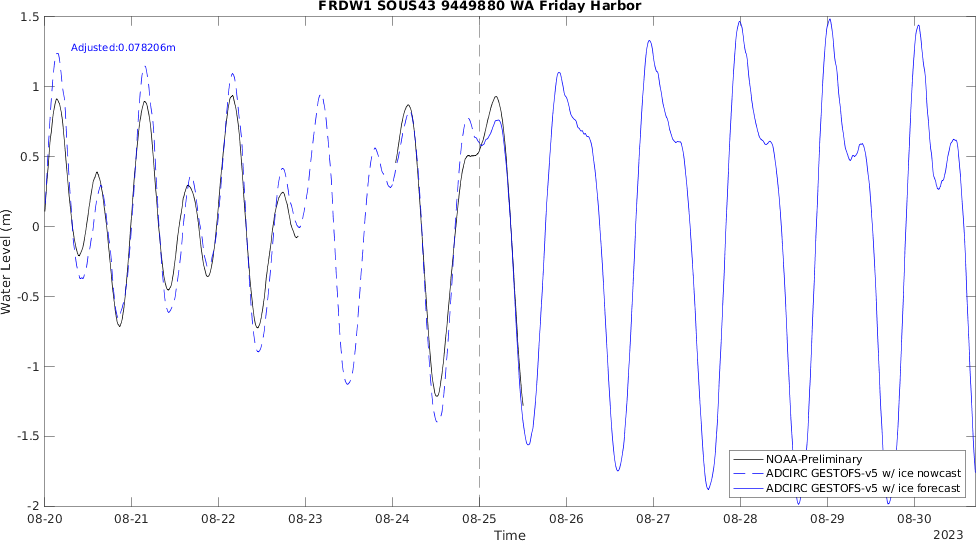 FRDW1 SOUS43 9449880 WA Friday Harbor
Adjusted:0.078206m
Water Level (m)
1.5
1
0.5
0
-0.5
-1
-1.5
-2
NOAA-Preliminary
ADCIRC GESTOFS-v5 w/ ice nowcast
ADCIRC GESTOFS-v5 w/ ice forecast
08-20 08-21 08-22 08-23 08-24 08-25 08-26 08-27 08-28 08-29 08-30
Time
2023